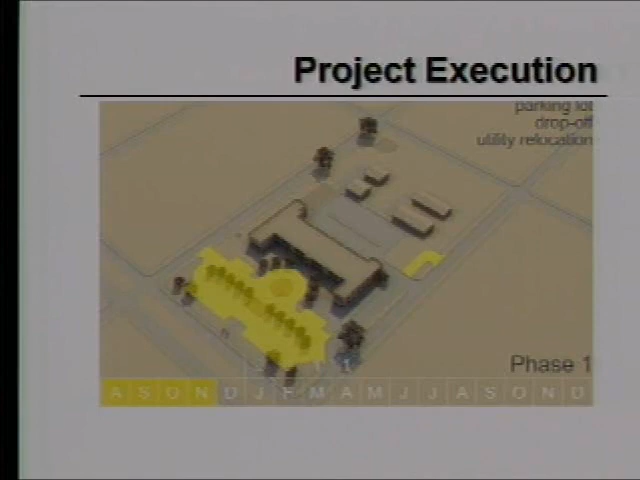 Project Execution
parking lot
drop-off
utility relocation
Phase 1
A S O N D J F M A M J J A S O N D